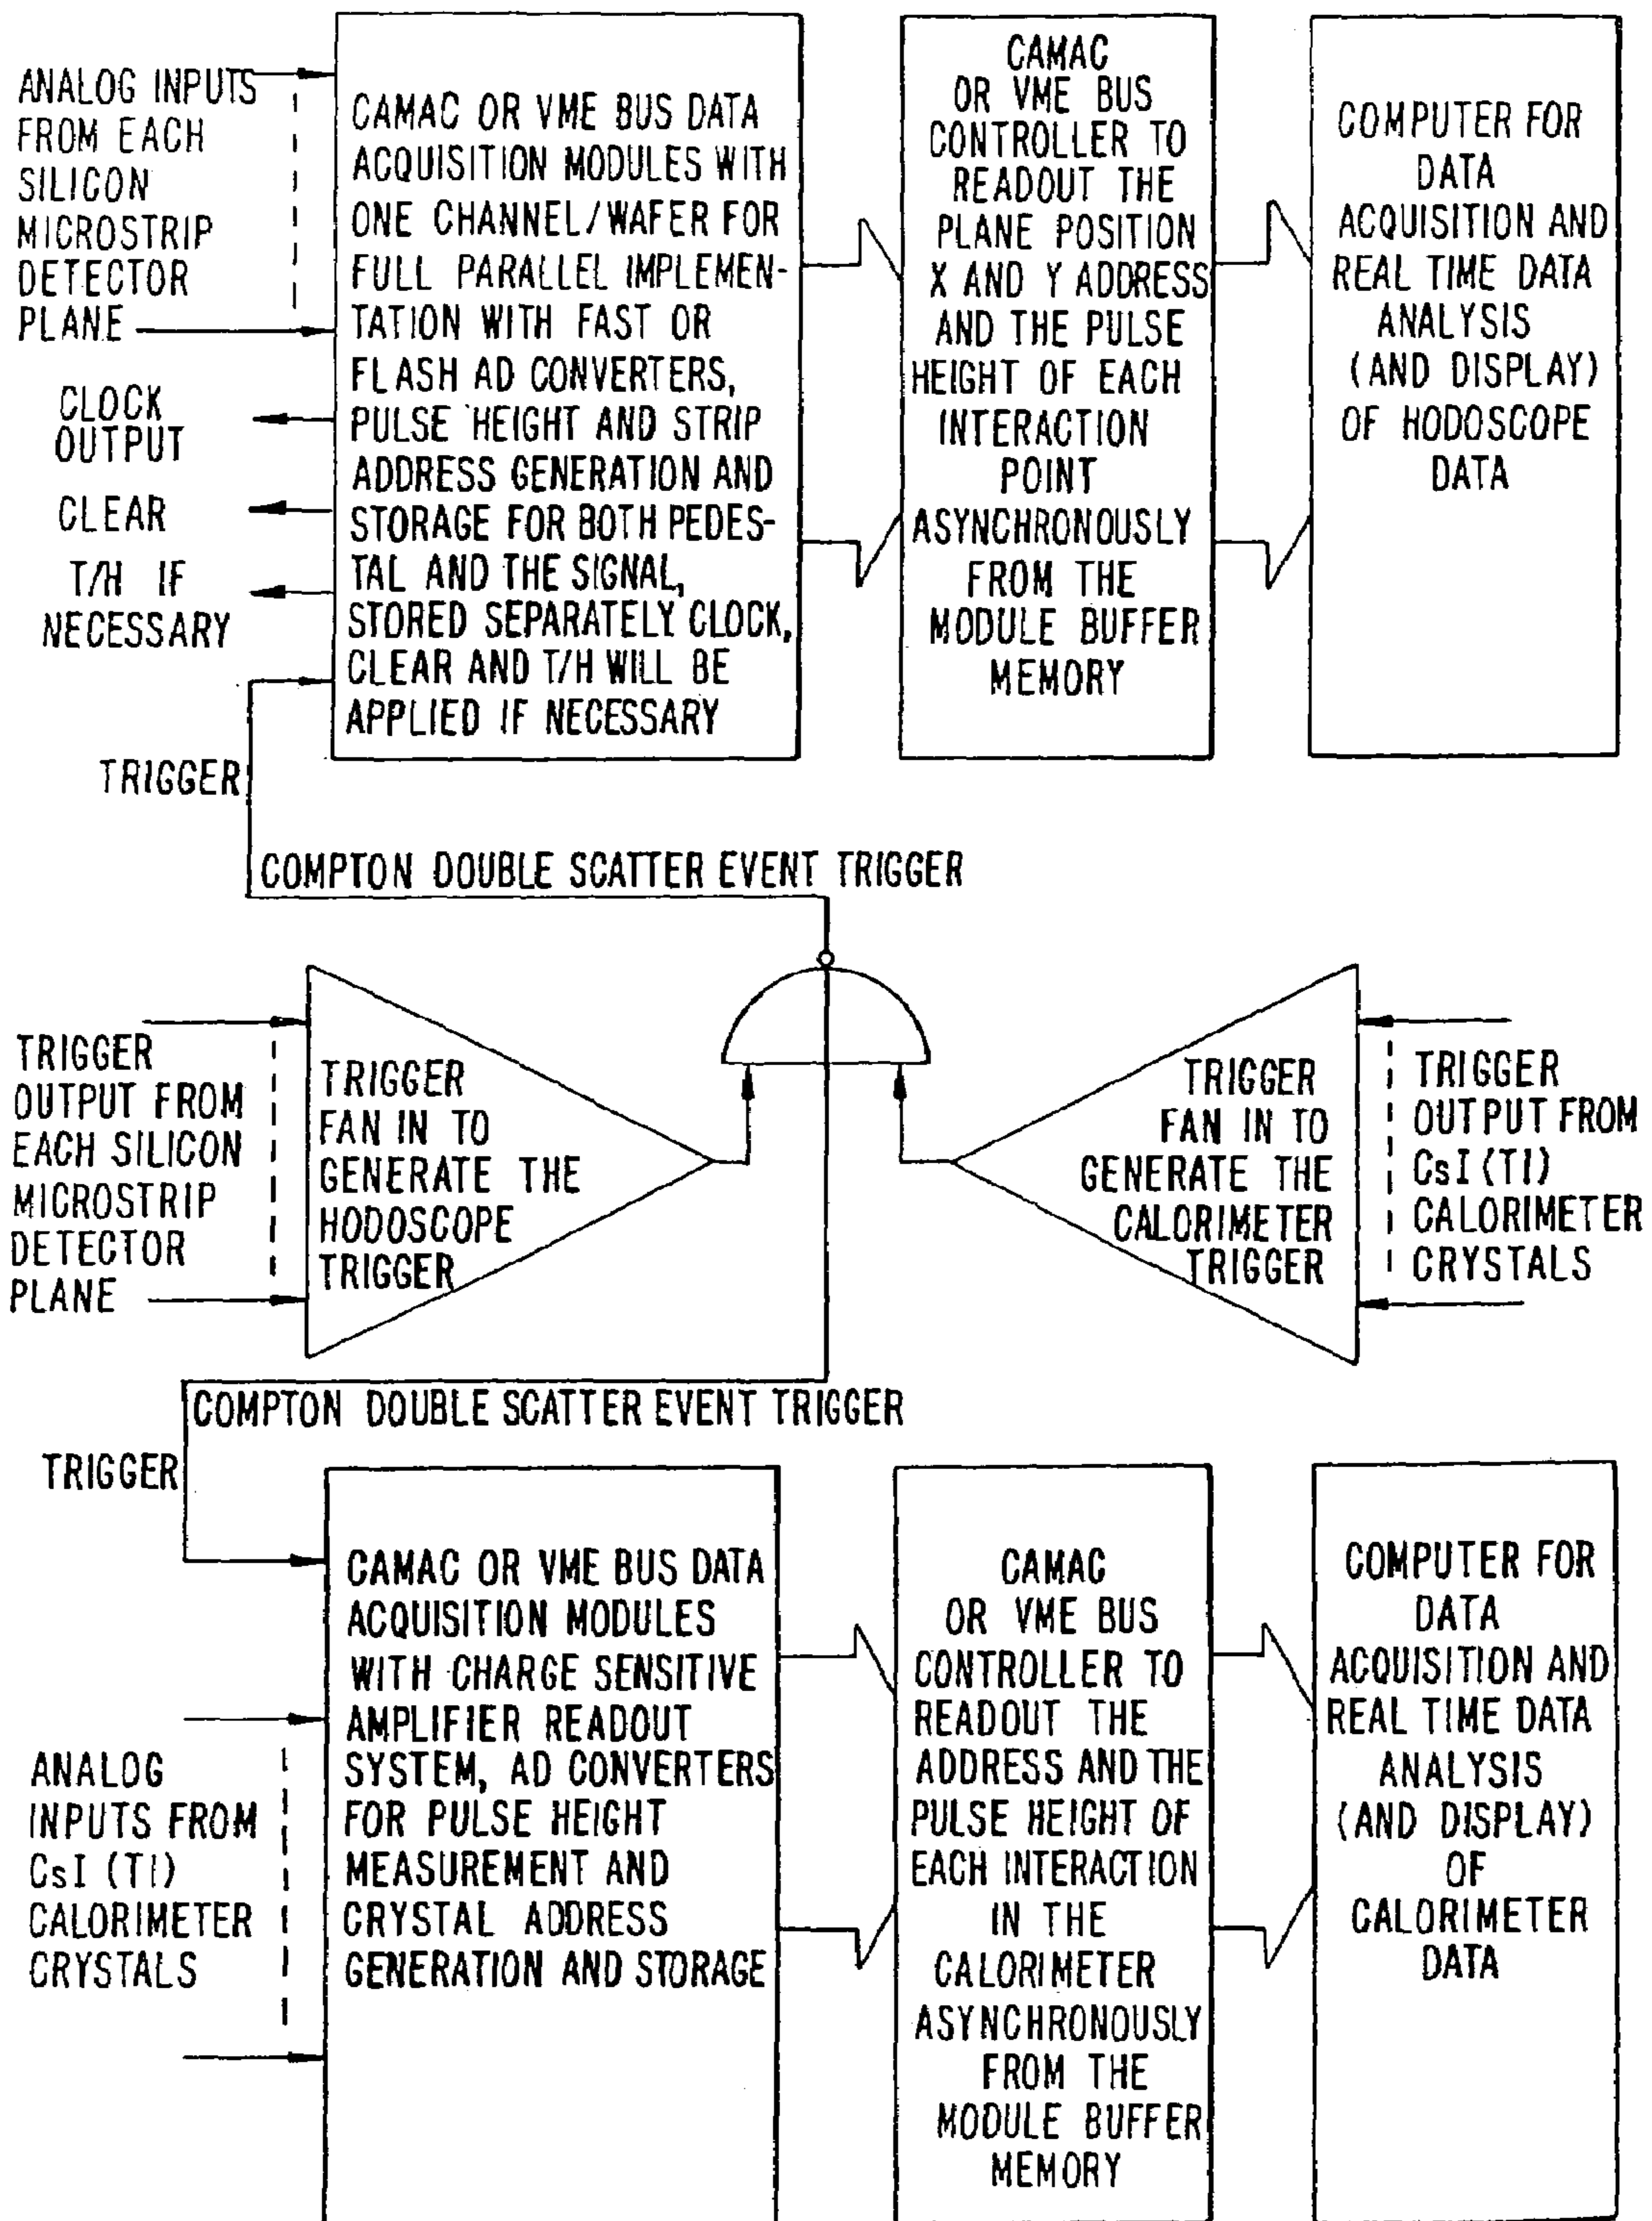 ANALOG INPUTS
FROM EACH
SILICON
MICROSTRIP
DETECTOR
PLANE
CLOCK
OUTPUT
CLEAR
T/H IF
NECESSARY
TRIGGER
CAMAC OR VME BUS DATA
ACQUISITION MODULES WITH
ONE CHANNEL/WAFER FOR
FULL PARALLEL IMPLEMEN-
TATION WITH FAST OR
FLASH AD CONVERTERS,
PULSE HEIGHT AND STRIP
ADDRESS GENERATION AND
STORAGE FOR BOTH PEDES-
TAL AND THE SIGNAL,
STORED SEPARATELY CLOCK,
CLEAR AND T/H WILL BE
APPLIED IF NECESSARY
CAMAC
OR VME BUS
CONTROLLER TO
READOUT THE
PLANE POSITION
X AND Y ADDRESS
AND THE PULSE
HEIGHT OF EACH
INTERACTION
POINT
ASYNCHRONOUSLY
FROM THE
MODULE BUFFER
MEMORY
COMPUTER FOR
DATA
ACQUISITION AND
REAL TIME DATA
ANALYSIS
(AND DISPLAY)
OF HODOSCOPE
DATA
COMPTON DOUBLE SCATTER EVENT TRIGGER
TRIGGER
OUTPUT FROM
EACH SILICON
MICROSTRIP
DETECTOR
PLANE
TRIGGER
FAN IN TO
GENERATE THE
HODOSCOPE
TRIGGER
TRIGGER
FAN IN TO
GENERATE THE
CALORIMETER
TRIGGER
TRIGGER
OUTPUT FROM
CsI (Tl)
CALORIMETER
CRYSTALS
COMPTON DOUBLE SCATTER EVENT TRIGGER
TRIGGER
ANALOG
INPUTS FROM
CsI (Tl)
CALORIMETER
CRYSTALS
CAMAC OR VME BUS DATA
ACQUISITION MODULES
WITH CHARGE SENSITIVE
AMPLIFIER READOUT
SYSTEM, AD CONVERTERS
FOR PULSE HEIGHT
MEASUREMENT AND
CRYSTAL ADDRESS
GENERATION AND STORAGE
CAMAC
OR VME BUS
CONTROLLER TO
READOUT THE
ADDRESS AND THE
PULSE HEIGHT OF
EACH INTERACTION
IN THE
CALORIMETER
ASYNCHRONOUSLY
FROM THE
MODULE BUFFER
MEMORY
COMPUTER FOR
DATA
ACQUISITION AND
REAL TIME DATA
ANALYSIS
(AND DISPLAY)
OF
CALORIMETER
DATA